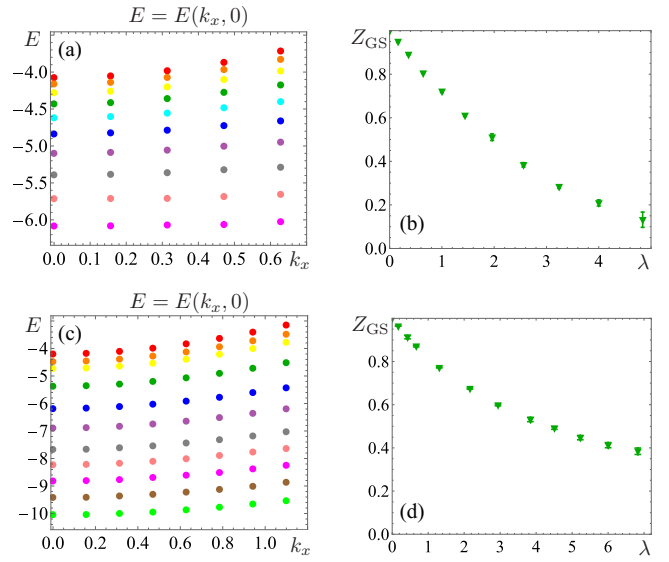 E = E(k_x, 0)
E
(a)
−4.0
−4.5
−5.0
−5.5
−6.0
0.0 0.1 0.2 0.3 0.4 0.5 0.6 k_x
Z_GS
0.8
0.6
0.4
0.2
0.0
(b)
0 1 2 3 4 λ
E = E(k_x, 0)
E
(c)
−4
−5
−6
−7
−8
−9
−10
0.0 0.2 0.4 0.6 0.8 1.0 k_x
Z_GS
0.8
0.6
0.4
0.2
0.0
(d)
0 1 2 3 4 5 6 λ